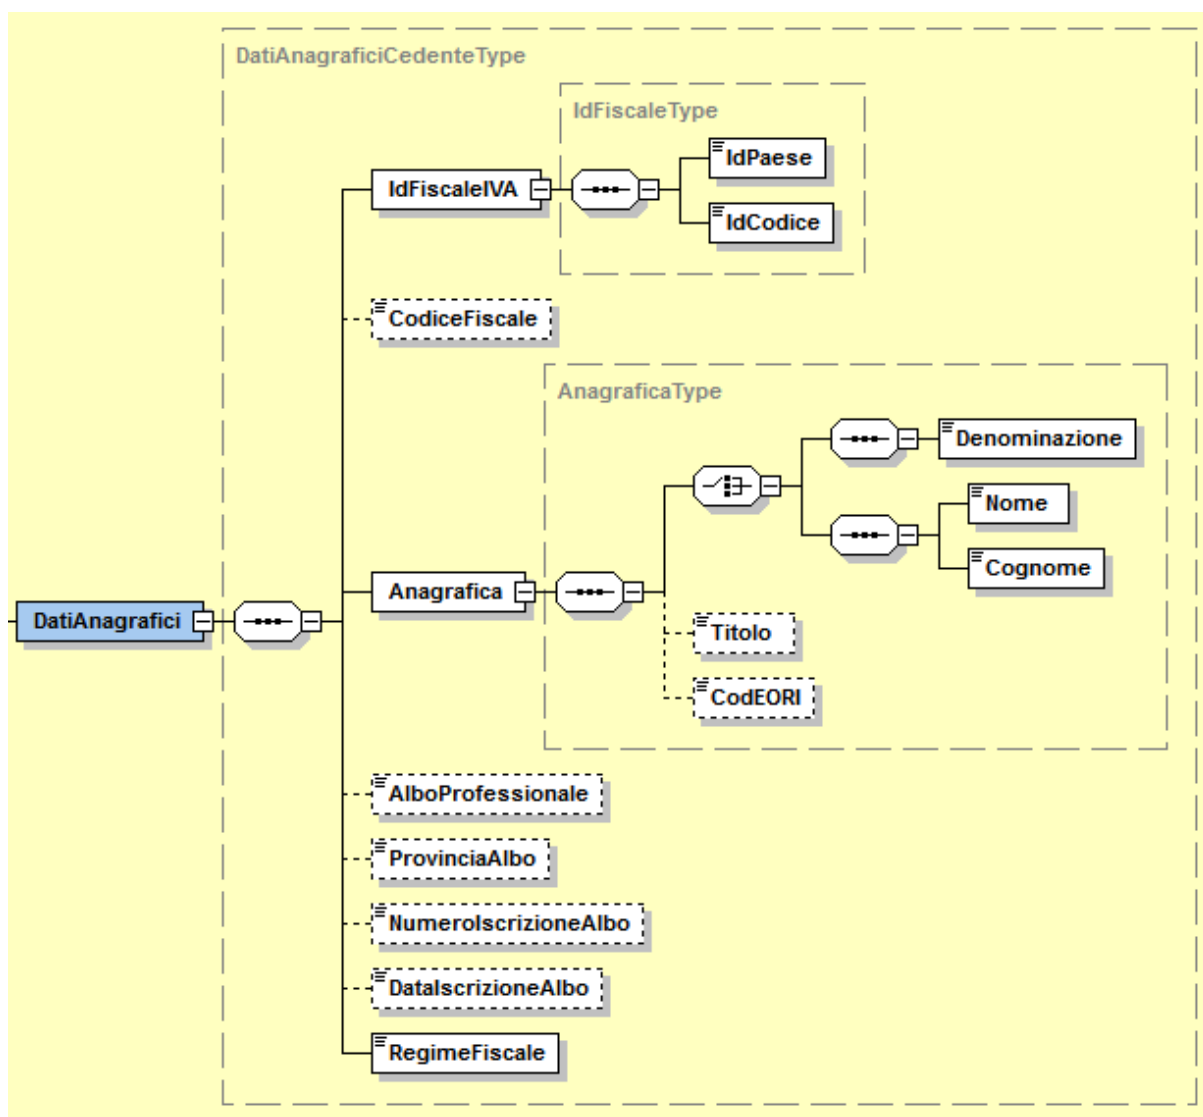 DatiAnagraficiCedenteType
IdFiscaleType
IdPaese
IdFiscaleIVA
IdCodice
CodiceFiscale
AnagraficaType
Denominazione
Nome
Cognome
Anagrafica
DatiAnagrafici
Titolo
CodEORI
AlboProfessionale
ProvinciaAlbo
NumeroIscrizioneAlbo
DataIscrizioneAlbo
RegimeFiscale